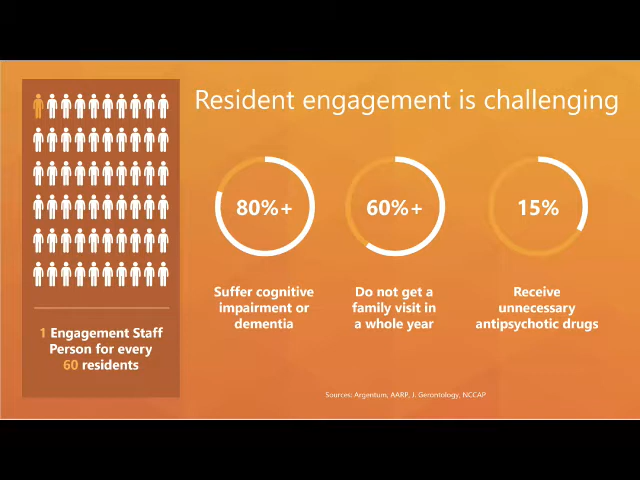 Resident engagement is challenging
1 Engagement Staff
Person for every
60 residents
80%+
Suffer cognitive
impairment or
dementia
60%+
Do not get a
family visit in
a whole year
15%
Receive
unnecessary
antipsychotic drugs
Sources: Argentum, AARP, J. Gerontology, NCCAP